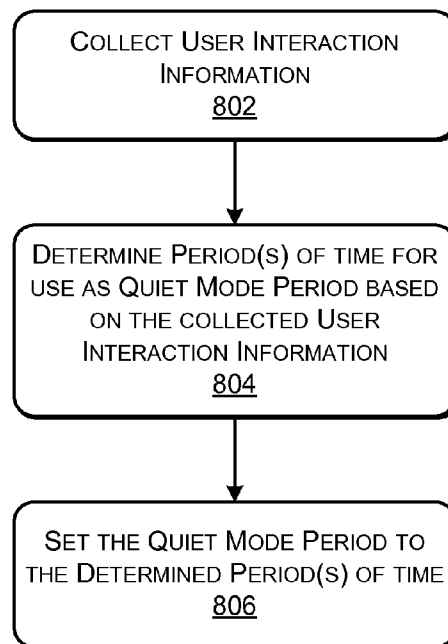 COLLECT USER INTERACTION
INFORMATION
802
DETERMINE PERIOD(S) OF TIME FOR
USE AS QUIET MODE PERIOD BASED
ON THE COLLECTED USER
INTERACTION INFORMATION
804
SET THE QUIET MODE PERIOD TO
THE DETERMINED PERIOD(S) OF TIME
806